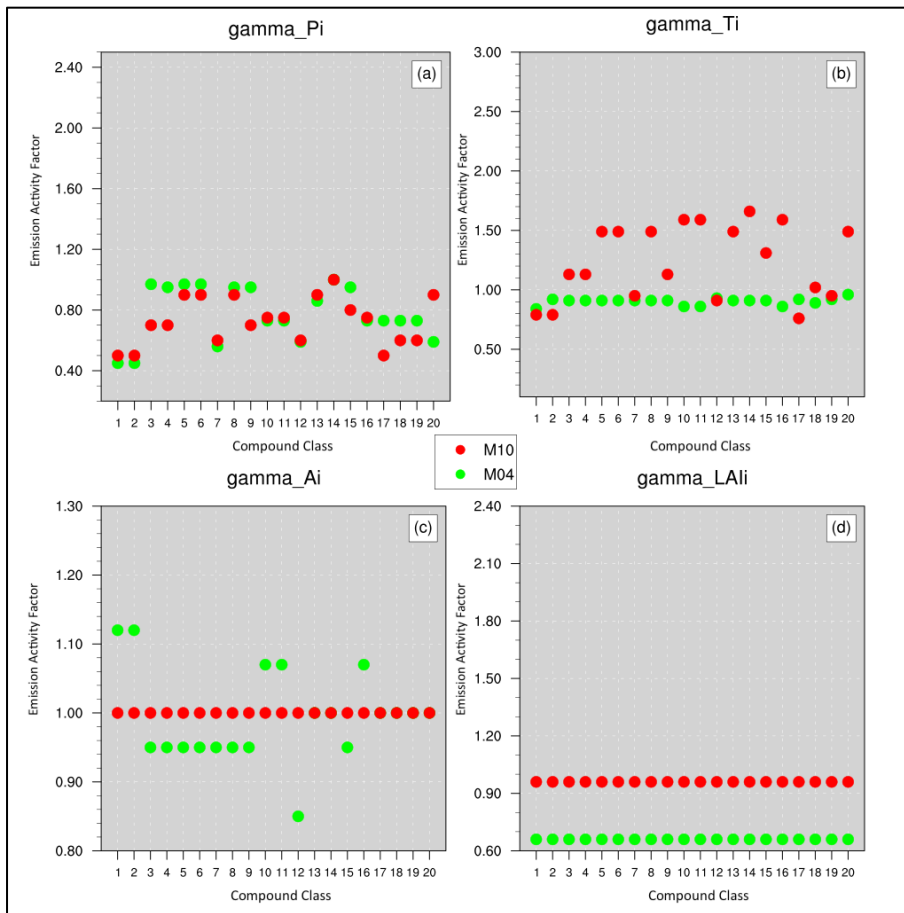 gamma_Pi
(a)
2.40
2.00
1.60
1.20
0.80
0.40
Emission Activity Factor
1 2 3 4 5 6 7 8 9 10 11 12 13 14 15 16 17 18 19 20
Compound Class
gamma_Ti
(b)
3.00
2.50
2.00
1.50
1.00
0.50
Emission Activity Factor
1 2 3 4 5 6 7 8 9 10 11 12 13 14 15 16 17 18 19 20
Compound Class
M10
M04
gamma_Ai
(c)
1.30
1.20
1.10
1.00
0.90
0.80
Emission Activity Factor
1 2 3 4 5 6 7 8 9 10 11 12 13 14 15 16 17 18 19 20
Compound Class
gamma_LAIi
(d)
2.40
2.10
1.80
1.50
1.20
0.90
0.60
Emission Activity Factor
1 2 3 4 5 6 7 8 9 10 11 12 13 14 15 16 17 18 19 20
Compound Class